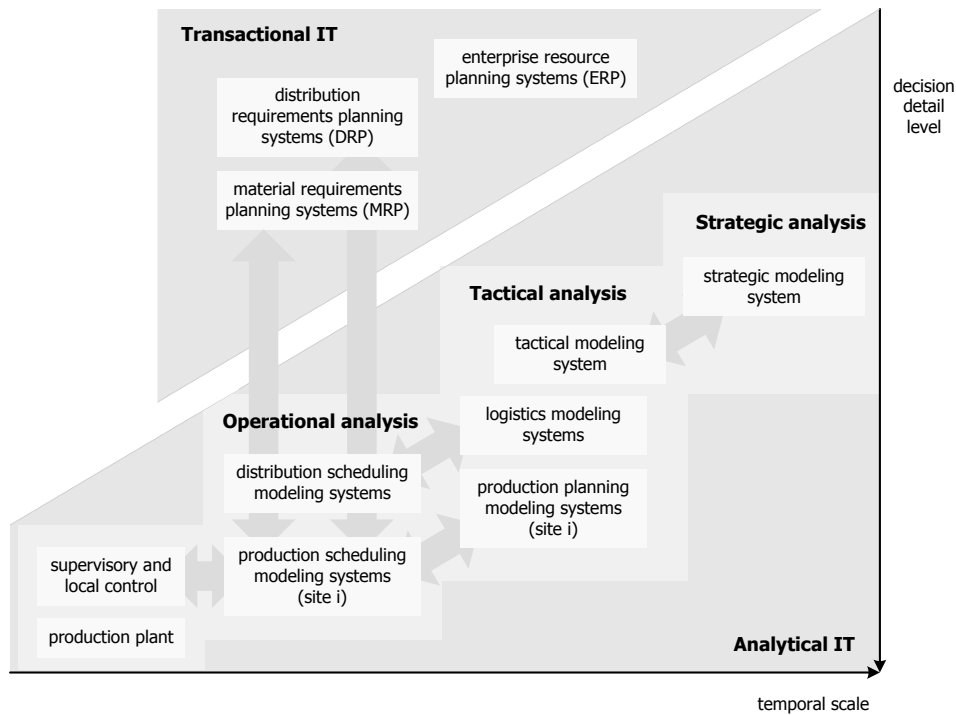 Transactional IT
enterprise resource
planning systems (ERP)
distribution
requirements planning
systems (DRP)
material requirements
planning systems (MRP)
decision
detail
level
Strategic analysis
strategic modeling
system
Tactical analysis
tactical modeling
system
logistics modeling
systems
production planning
modeling systems
(site i)
Operational analysis
distribution scheduling
modeling systems
production scheduling
modeling systems
(site i)
supervisory and
local control
production plant
Analytical IT
temporal scale